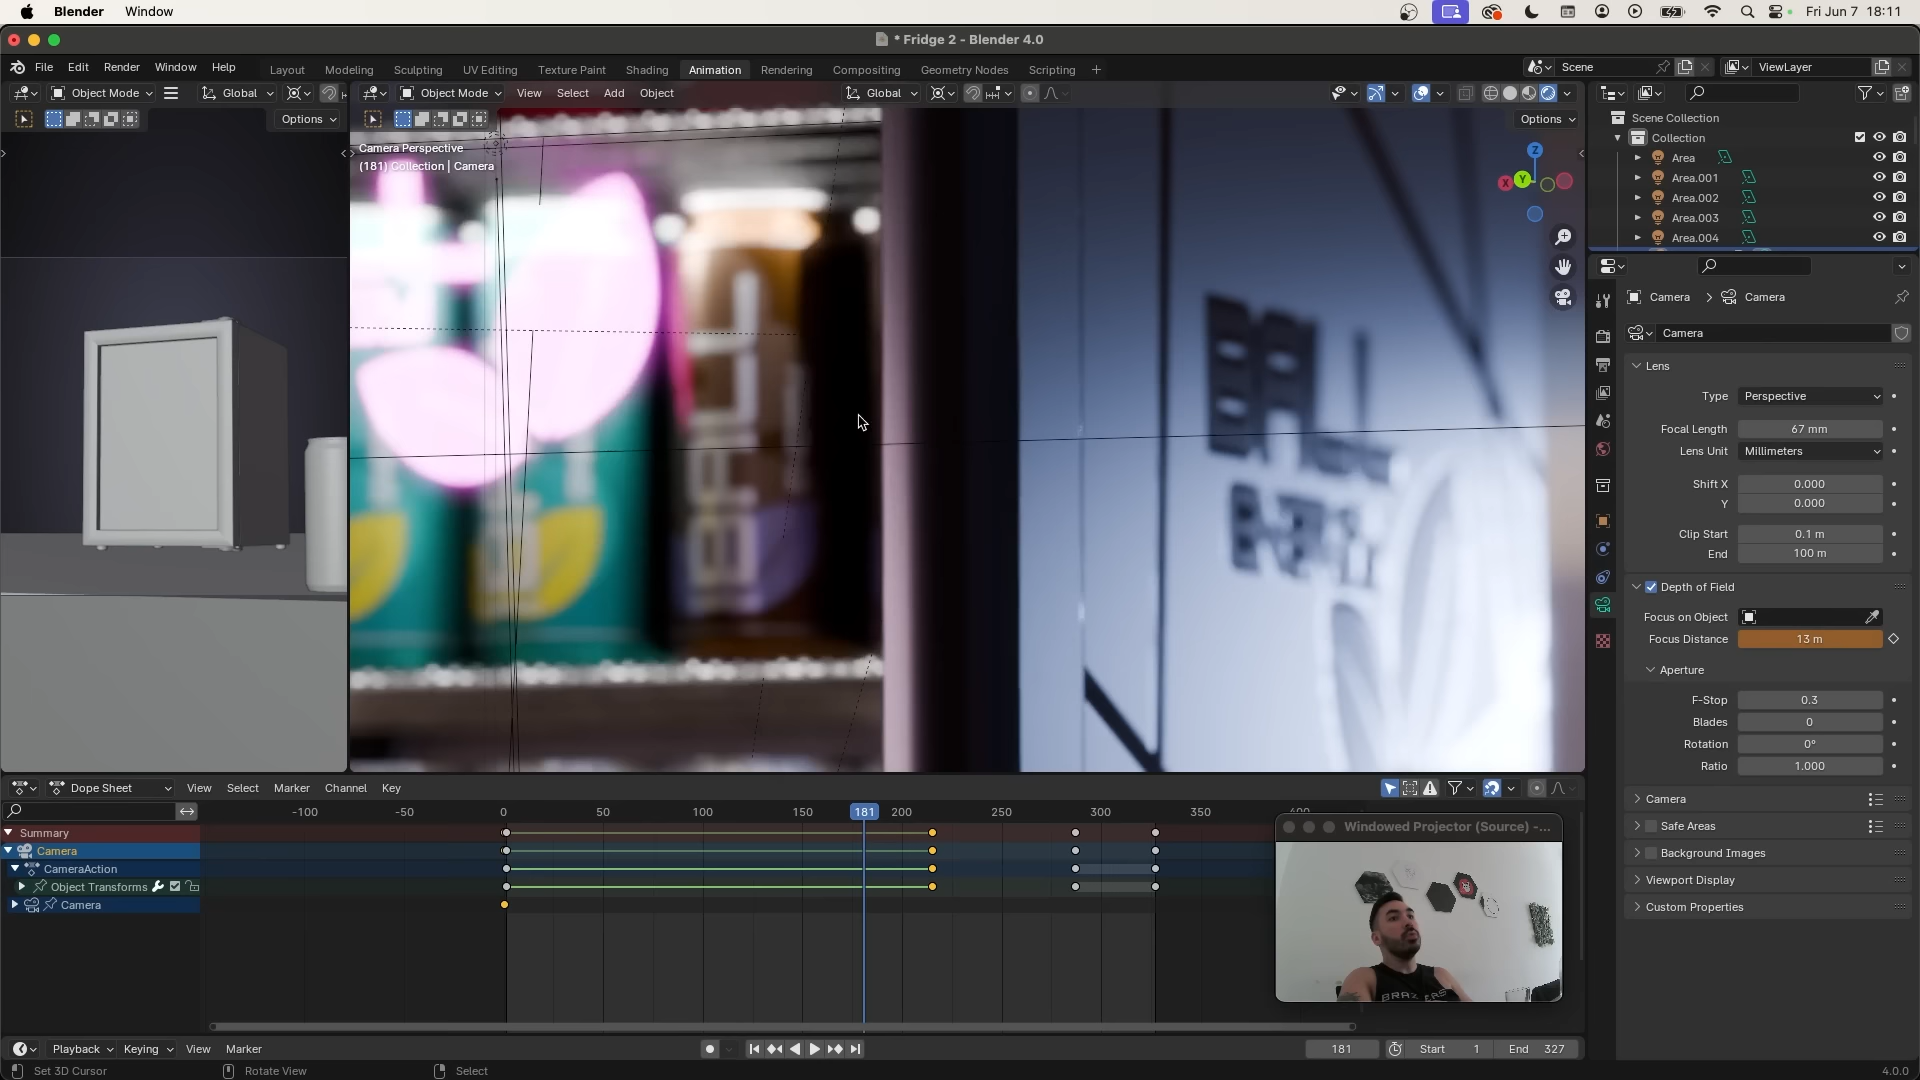 Blender Window Fri Jun 7 18:11
* Fridge 2 - Blender 4.0
File Edit Render Window Help Layout Modeling Sculpting UV Editing Texture Paint Shading Animation Rendering Compositing Geometry Nodes Scripting + Scene ViewLayer
Object Mode Global Object Mode View Select Add Object Global
Options Options
Camera Perspective
(181) Collection | Camera
Z
X Y
Scene Collection
Collection
Area
Area.001
Area.002
Area.003
Area.004
Camera > Camera
Camera
Lens
Type Perspective
Focal Length 67 mm
Lens Unit Millimeters
Shift X 0.000
Y 0.000
Clip Start 0.1 m
End 100 m
Depth of Field
Focus on Object
Focus Distance 13 m
Aperture
F-Stop 0.3
Blades 0
Rotation 0°
Ratio 1.000
Camera
Safe Areas
Background Images
Viewport Display
Custom Properties
Dope Sheet View Select Marker Channel Key
-100 -50 0 50 100 150 181 200 250 300 350 400
Summary
Camera
CameraAction
Object Transforms
Camera
Windowed Projector (Source) -...
Playback Keying View Marker 181 Start 1 End 327
Set 3D Cursor Rotate View Select 4.0.0